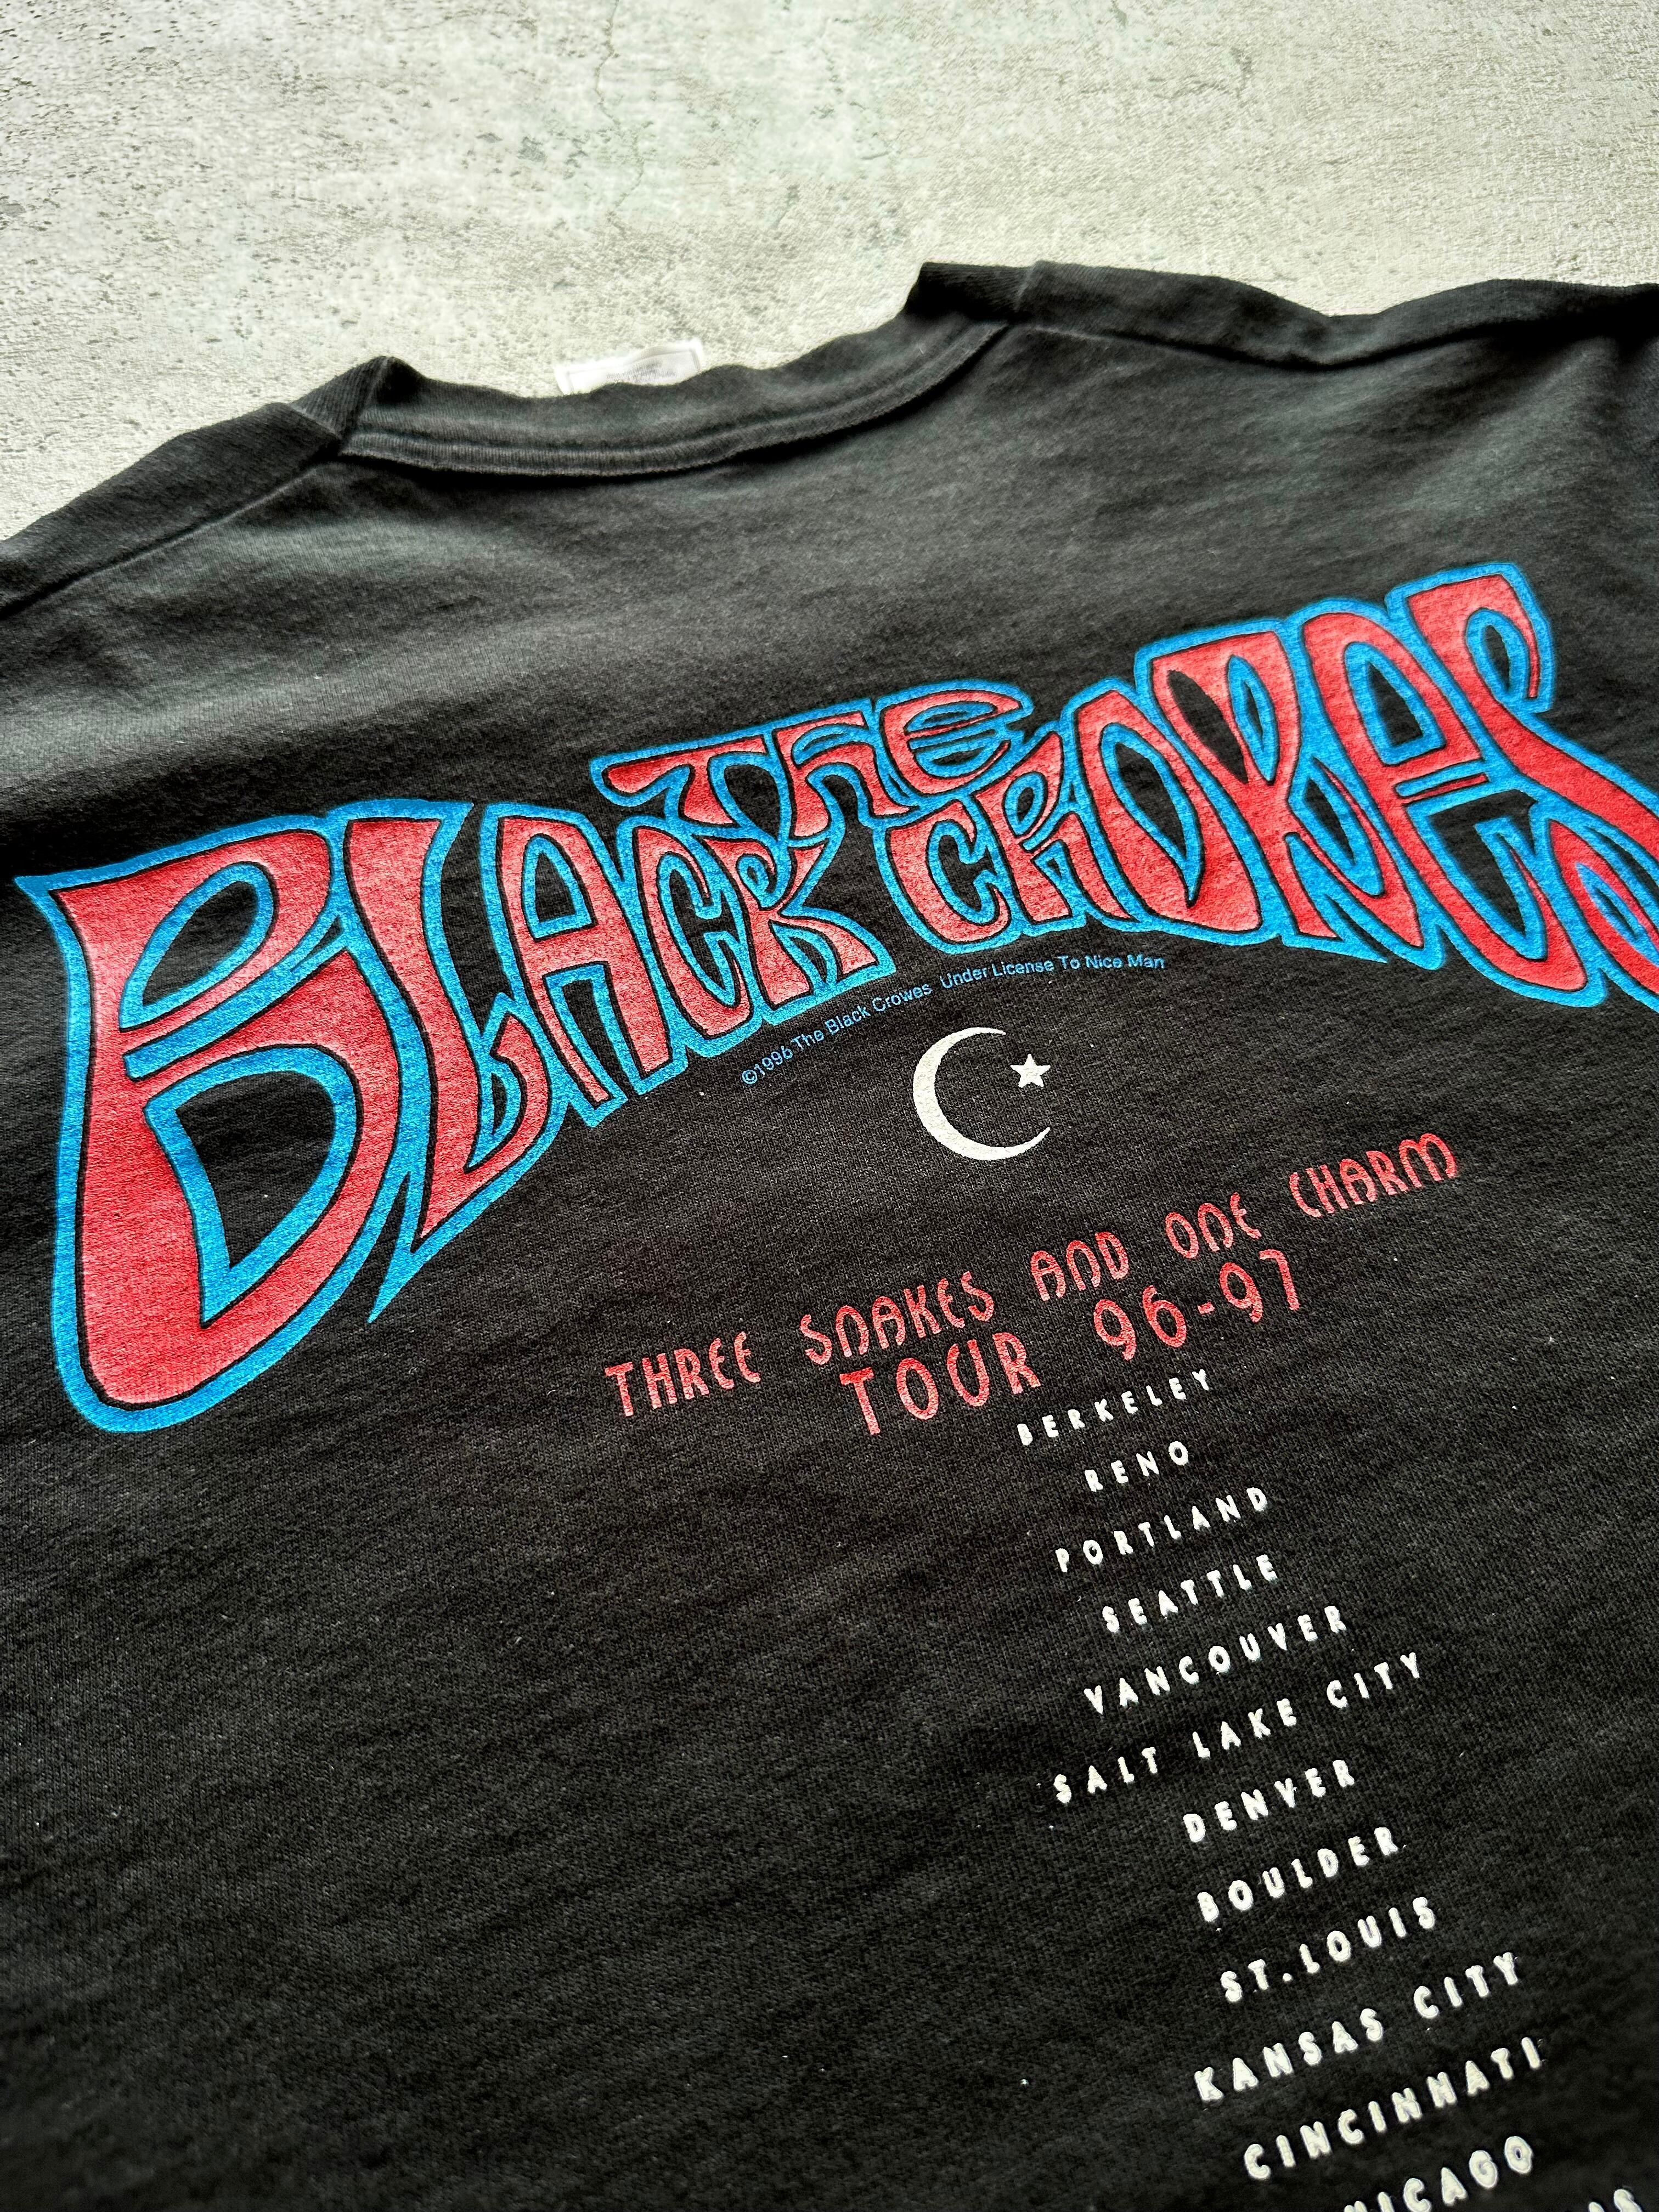 The
Black Crowes
©1996 The Black Crowes Under License To Nice Man
THREE SNAKES AND ONE CHARM
TOUR 96-97
BERKELEY
RENO
PORTLAND
SEATTLE
VANCOUVER
SALT LAKE CITY
DENVER
BOULDER
ST.LOUIS
KANSAS CITY
CINCINNATI
HICAGO